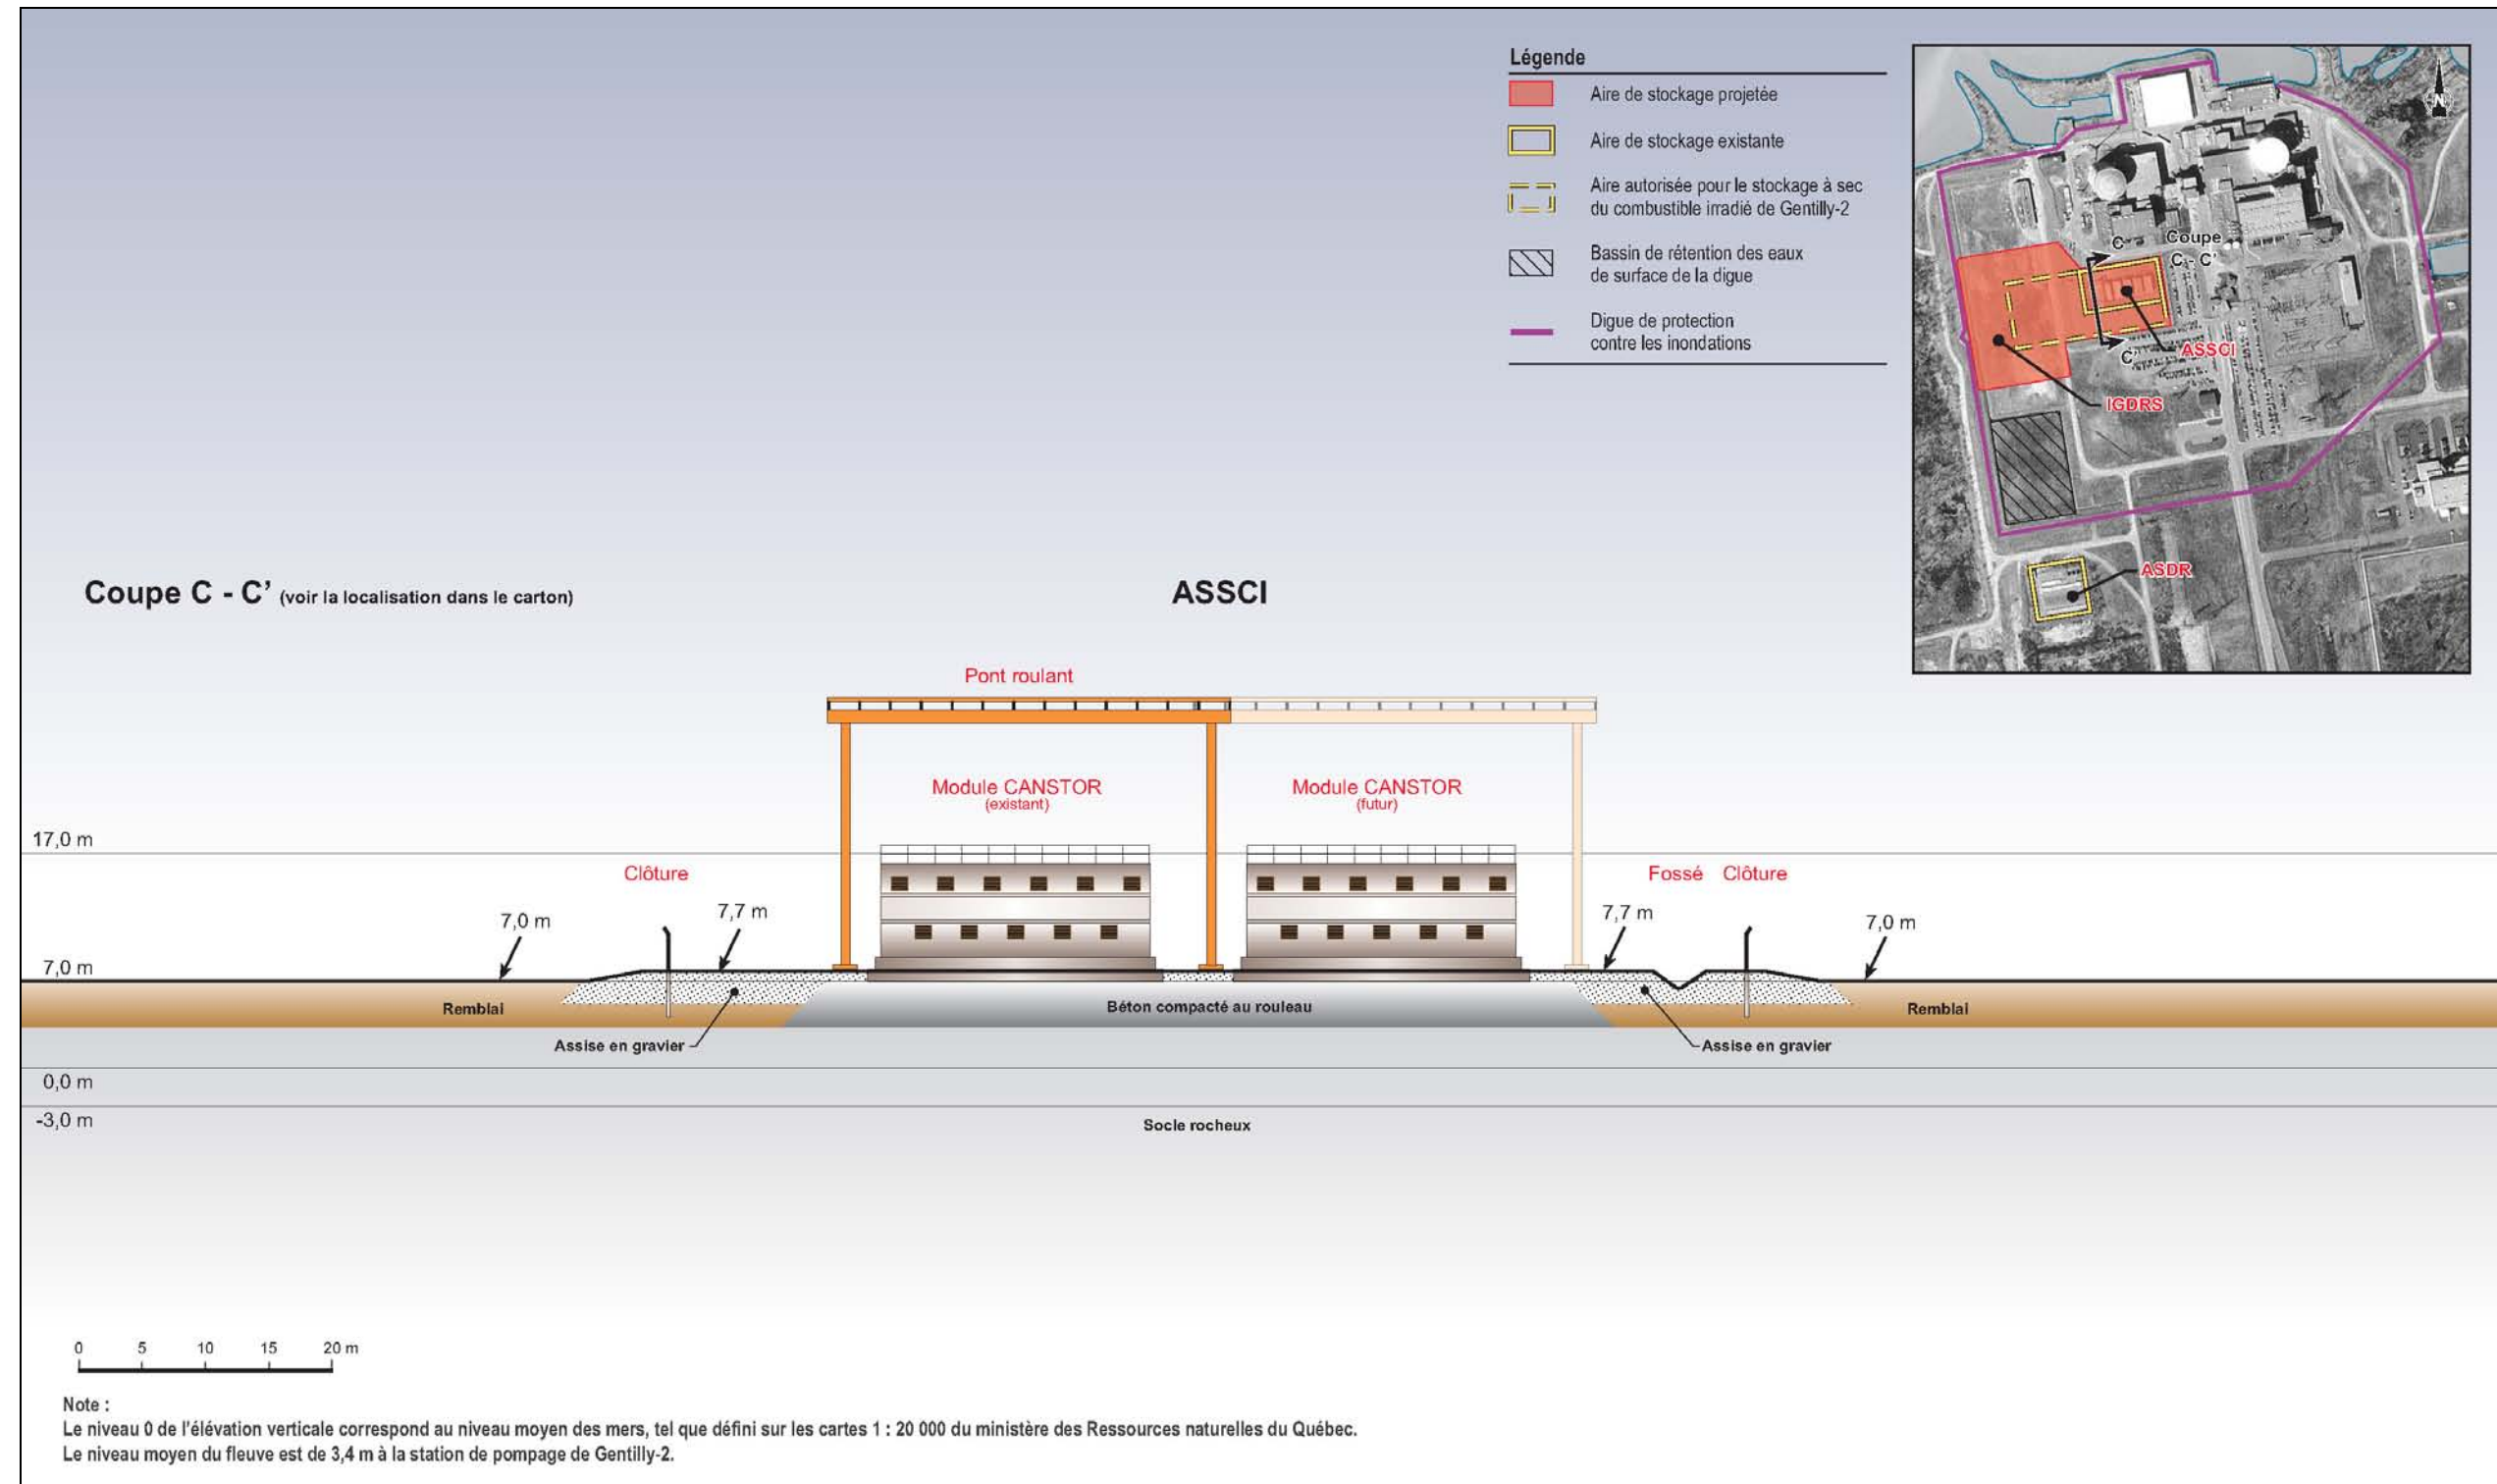 Légende
Aire de stockage projetée
Aire de stockage existante
Aire autorisée pour le stockage à sec
du combustible irradié de Gentilly-2
Bassin de rétention des eaux
de surface de la digue
Digue de protection
contre les inondations
N
C
Coupe
C - C'
C'
ASSCI
IGDRS
ASDR
Coupe C - C' (voir la localisation dans le carton)
ASSCI
Pont roulant
Module CANSTOR
(existant)
Module CANSTOR
(futur)
17,0 m
Clôture
Fossé Clôture
7,0 m
7,7 m
7,7 m
7,0 m
7,0 m
Remblai
Béton compacté au rouleau
Remblai
Assise en gravier
Assise en gravier
0,0 m
-3,0 m
Socle rocheux
0 5 10 15 20 m
Note :
Le niveau 0 de l'élévation verticale correspond au niveau moyen des mers, tel que défini sur les cartes 1 : 20 000 du ministère des Ressources naturelles du Québec.
Le niveau moyen du fleuve est de 3,4 m à la station de pompage de Gentilly-2.